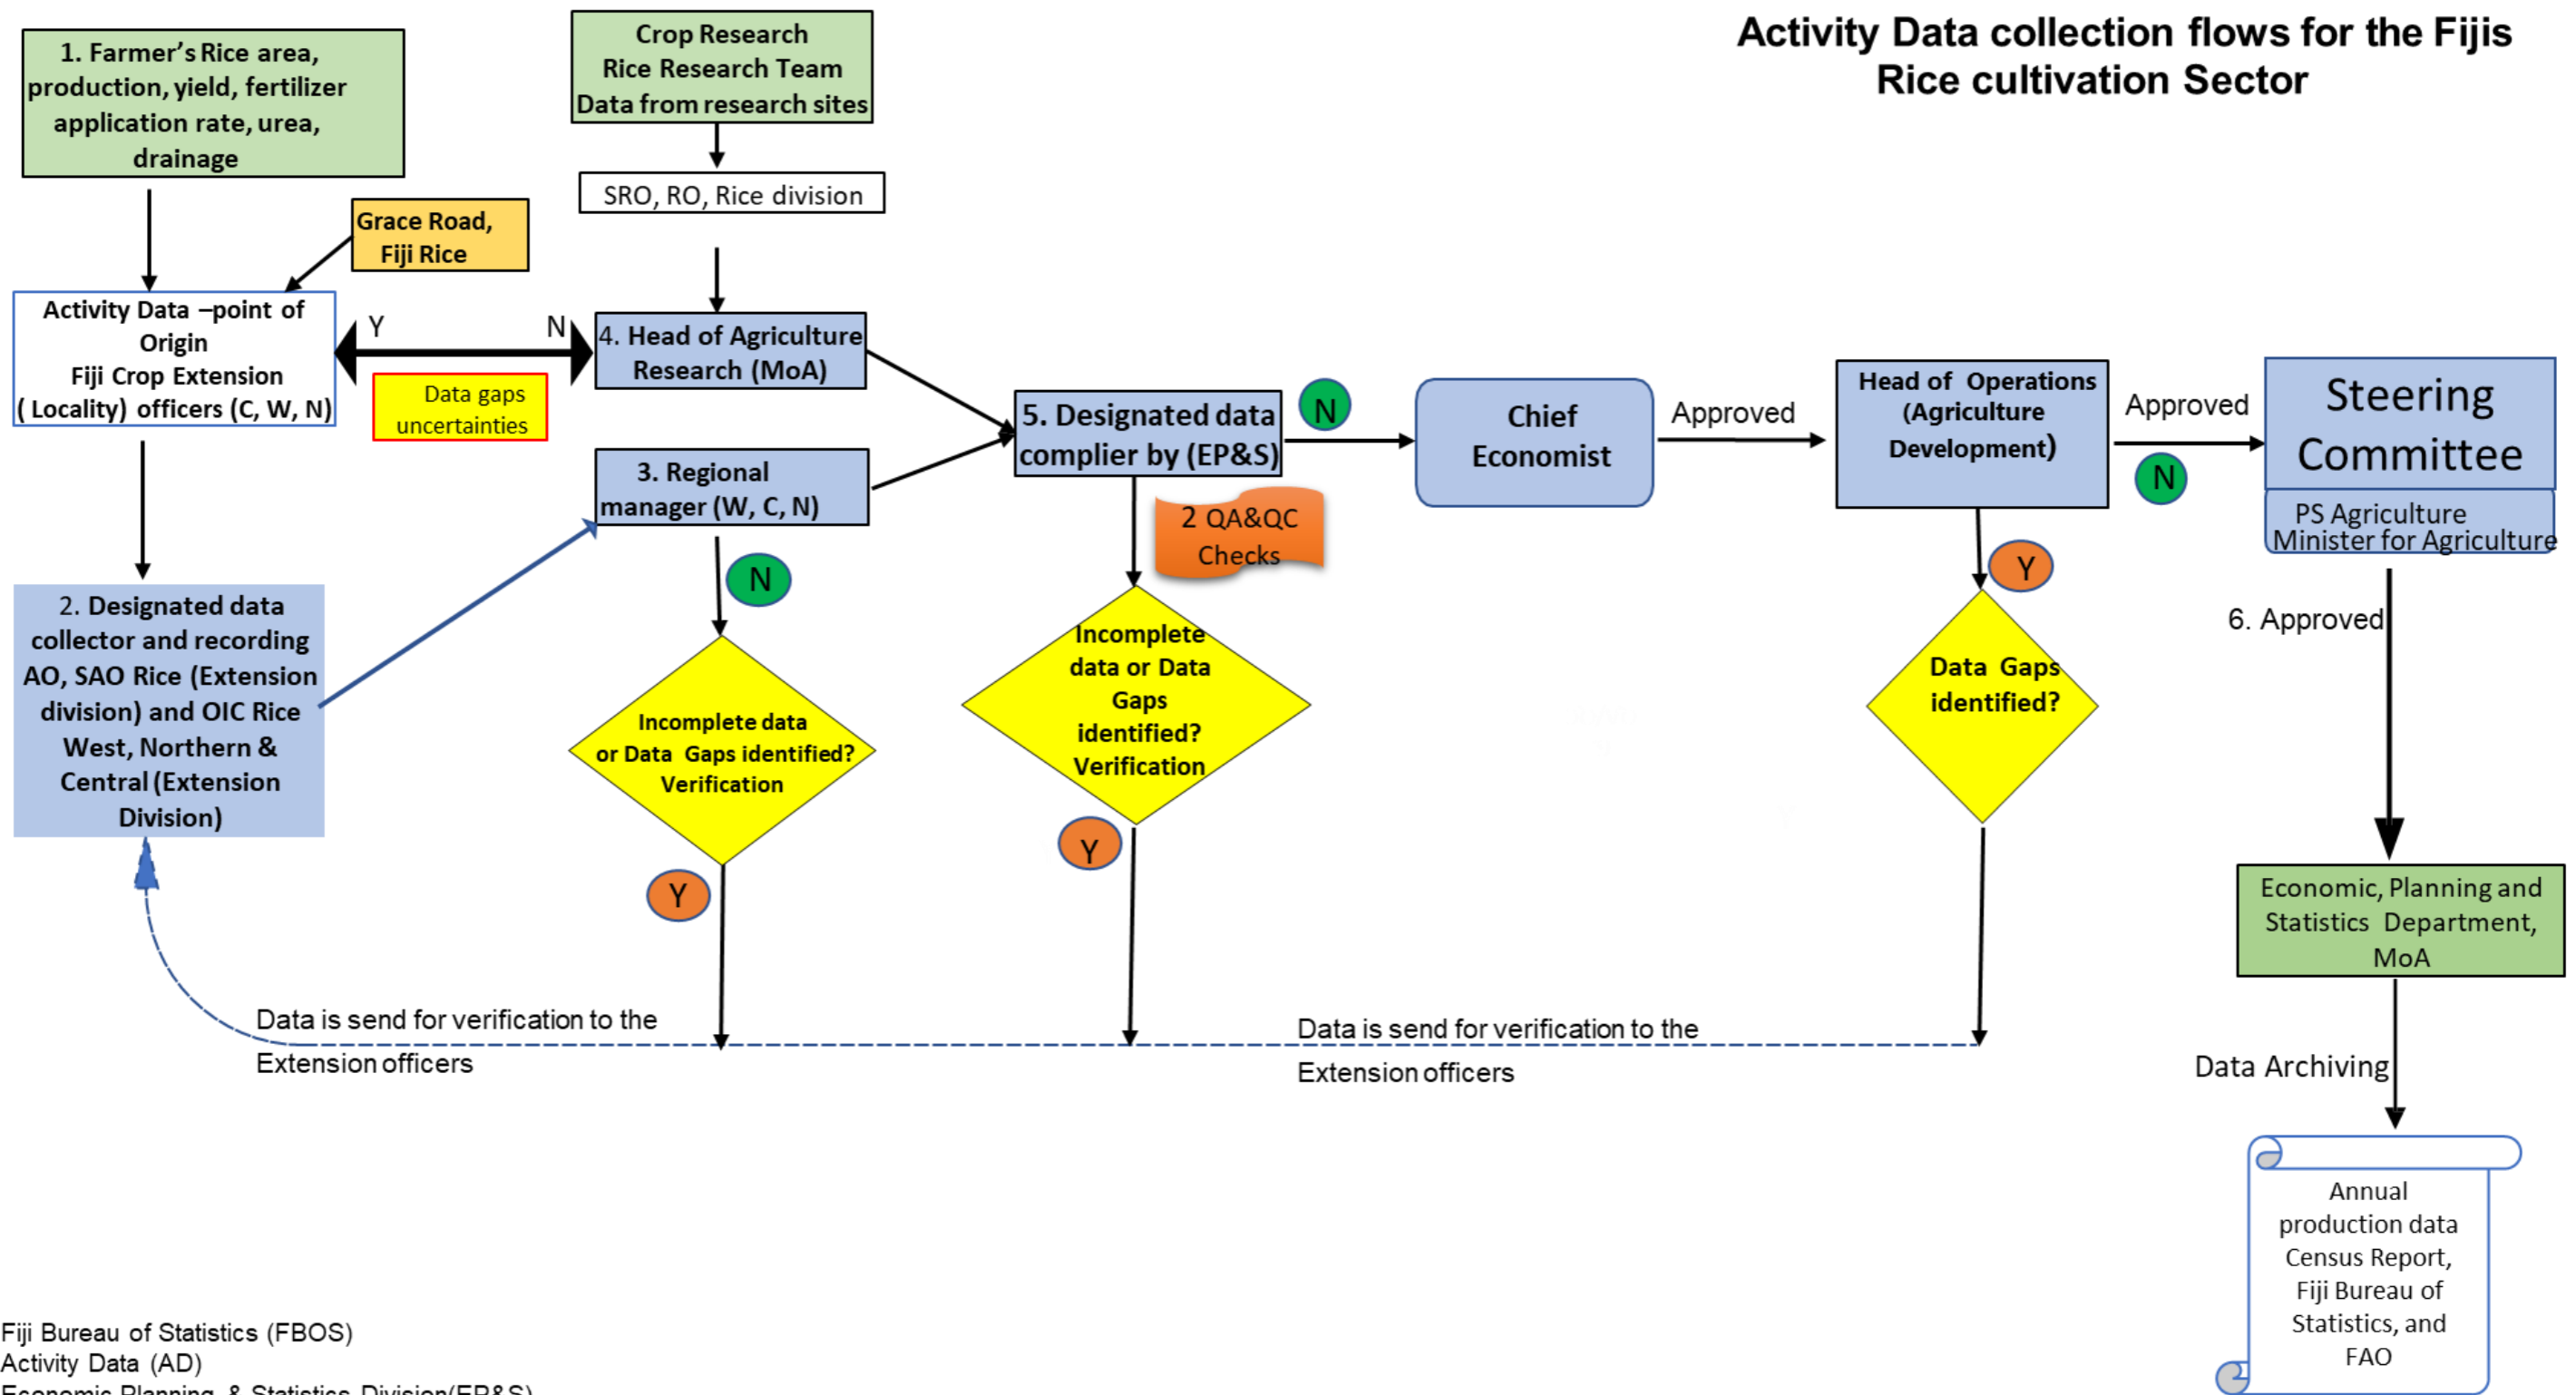 Activity Data collection flows for the Fijis
Rice cultivation Sector
1. Farmer's Rice area,
production, yield, fertilizer
application rate, urea,
drainage
Crop Research
Rice Research Team
Data from research sites
SRO, RO, Rice division
Grace Road,
Fiji Rice
Activity Data –point of
Origin
Fiji Crop Extension
( Locality) officers (C, W, N)
Y
N
Data gaps
uncertainties
4. Head of Agriculture
Research (MoA)
3. Regional
manager (W, C, N)
5. Designated data
complier by (EP&S)
N
Chief
Economist
Approved
Head of Operations
(Agriculture
Development)
Approved
N
Steering
Committee
PS Agriculture
Minister for Agriculture
2 QA&QC
Checks
N
Y
2. Designated data
collector and recording
AO, SAO Rice (Extension
division) and OIC Rice
West, Northern &
Central (Extension
Division)
Incomplete data
or Data Gaps identified?
Verification
Incomplete
data or Data
Gaps
identified?
Verification
Data Gaps
identified?
6. Approved
Y
Y
Economic, Planning and
Statistics Department,
MoA
Data is send for verification to the
Extension officers
Data is send for verification to the
Extension officers
Data Archiving
Annual
production data
Census Report,
Fiji Bureau of
Statistics, and
FAO
Fiji Bureau of Statistics (FBOS)
Activity Data (AD)
Economic Planning & Statistics Division(EP&S)